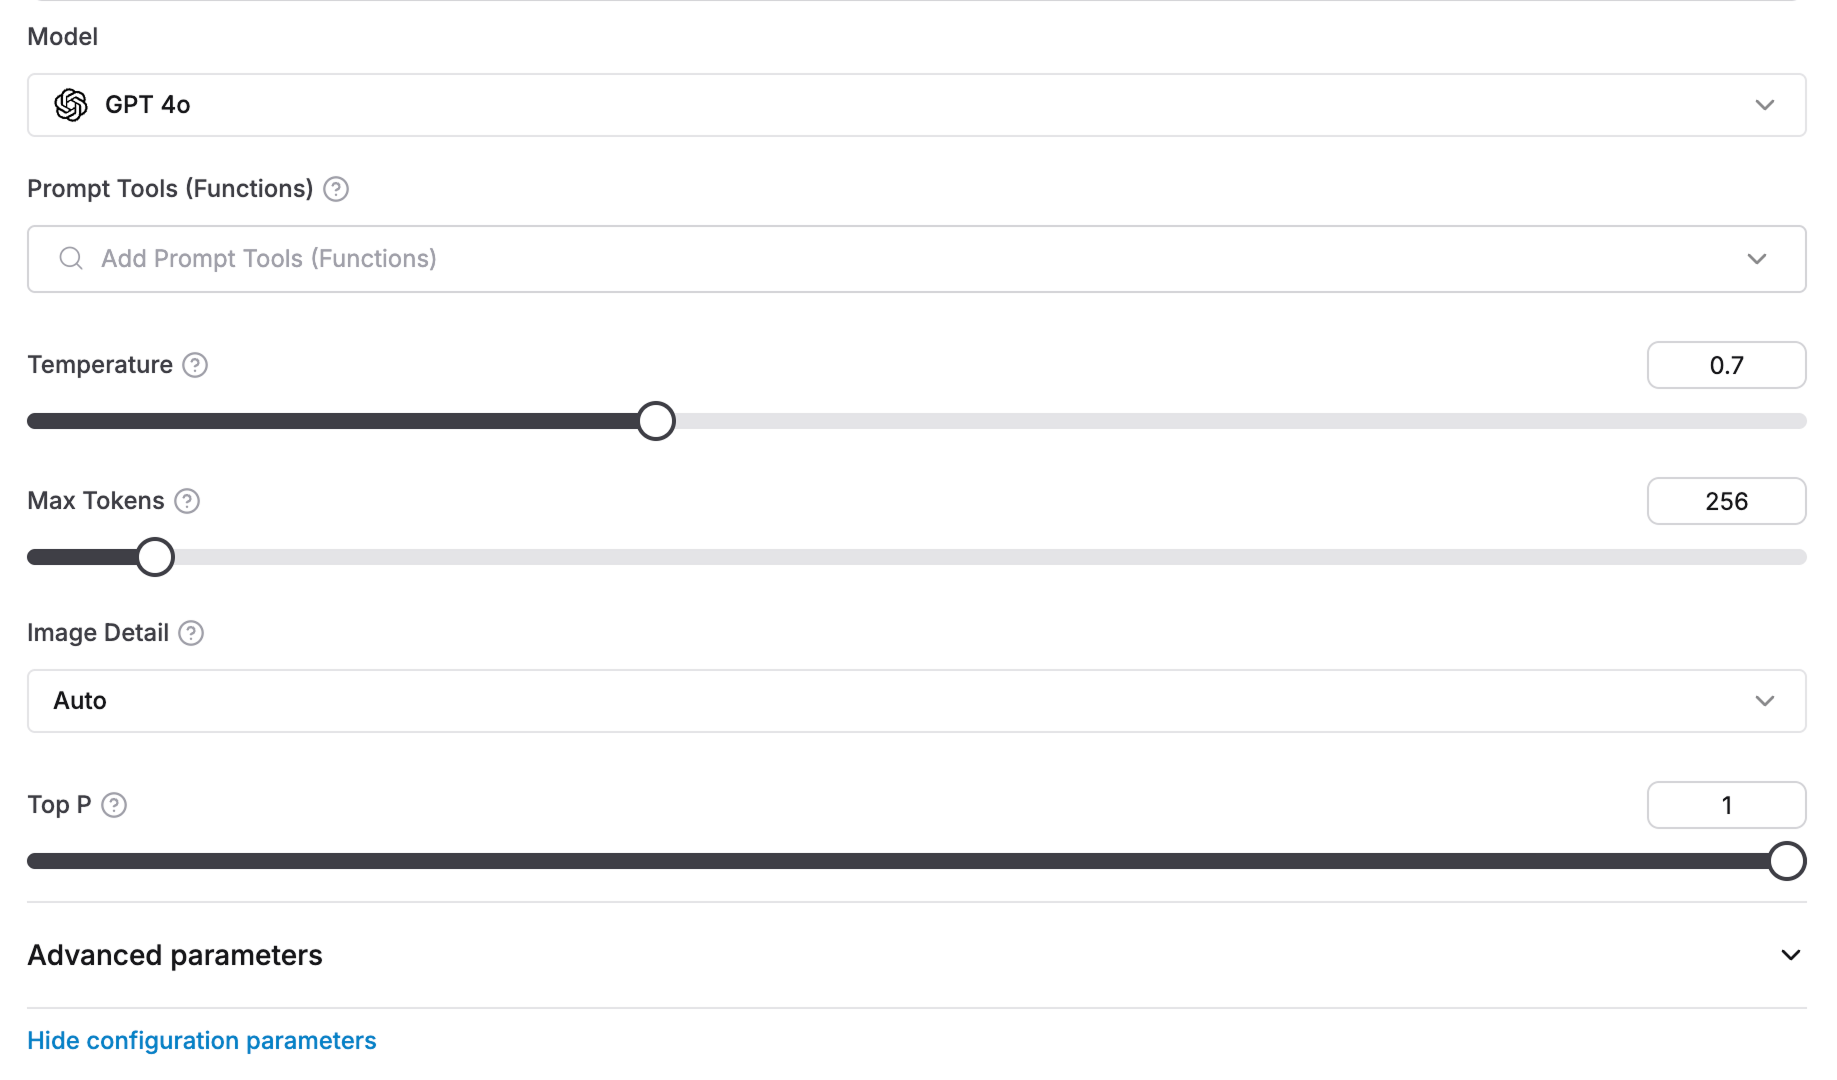 Model
GPT 4o
Prompt Tools (Functions) ?
Add Prompt Tools (Functions)
Temperature ? 0.7
Max Tokens ? 256
Image Detail ?
Auto
Top P ? 1
Advanced parameters
Hide configuration parameters